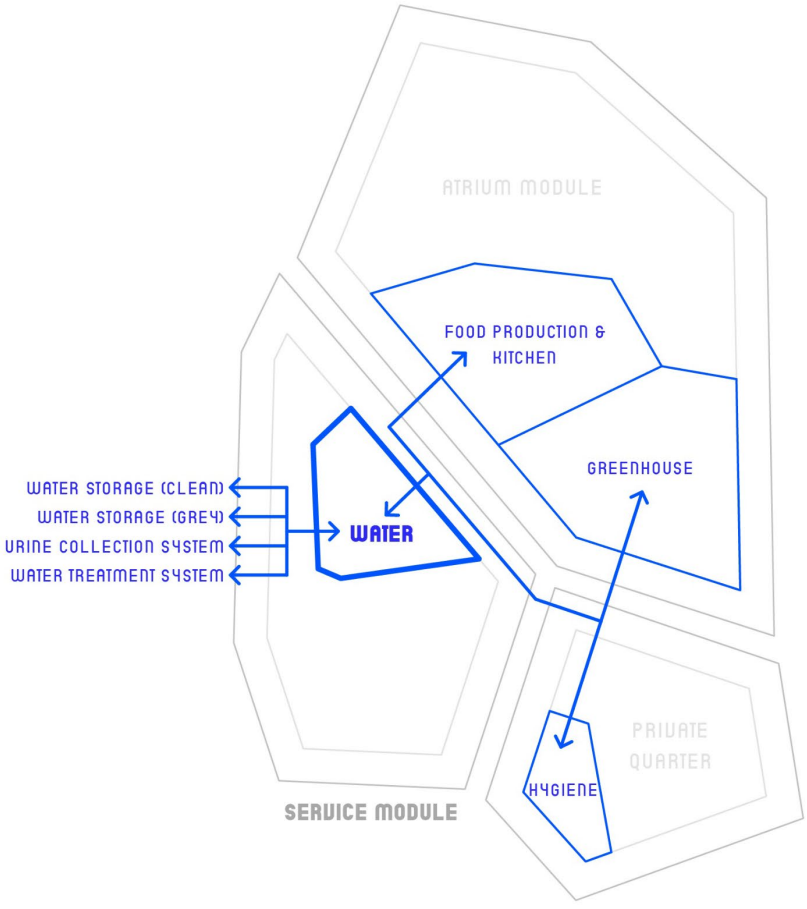 ATRIUM MODULE
FOOD PRODUCTION &
KITCHEN
GREENHOUSE
WATER STORAGE (CLEAN)
WATER STORAGE (GREY)
URINE COLLECTION SYSTEM
WATER TREATMENT SYSTEM
WATER
PRIVATE
QUARTER
HYGIENE
SERVICE MODULE